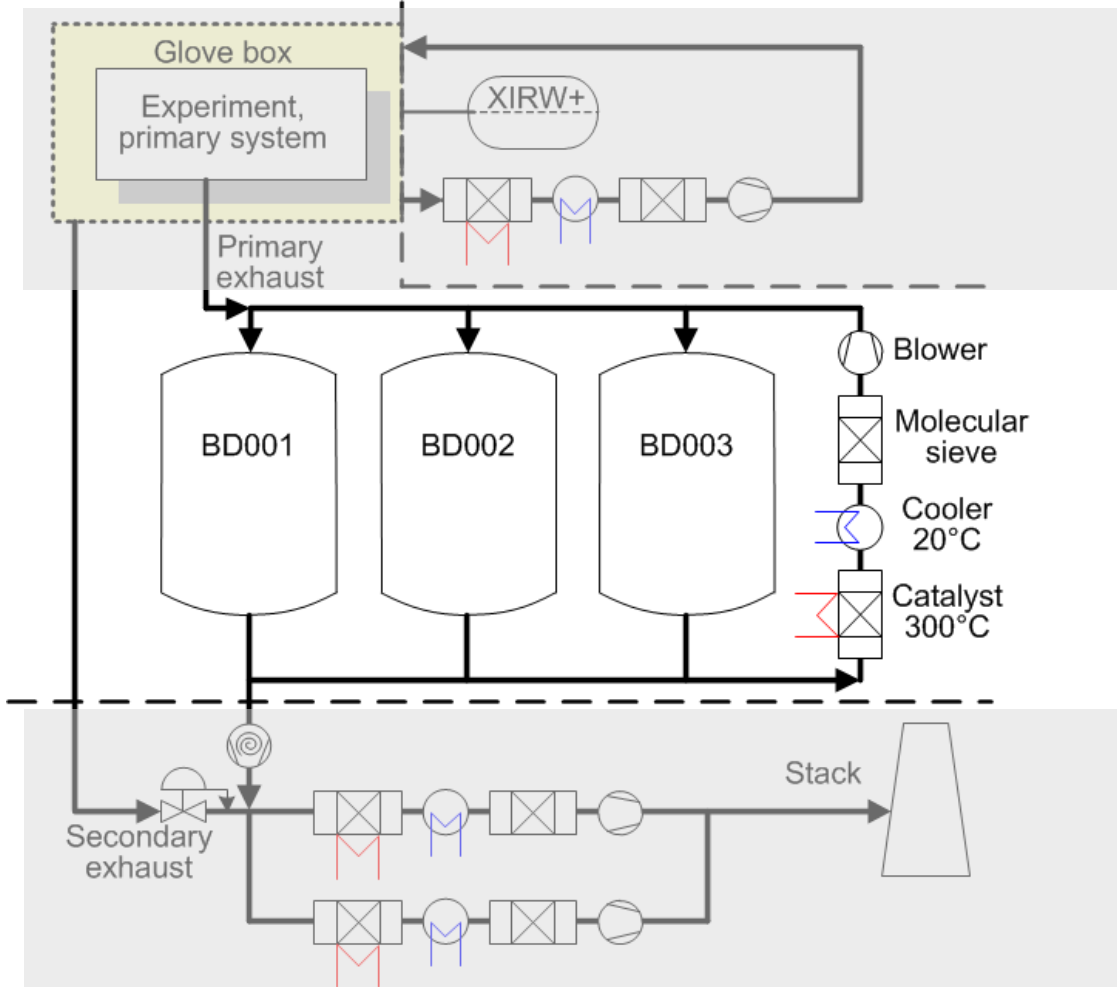 Glove box
Experiment,
primary system
XIRW+
Primary
exhaust
Blower
BD001
BD002
BD003
Molecular
sieve
Cooler
20°C
Catalyst
300°C
Stack
Secondary
exhaust